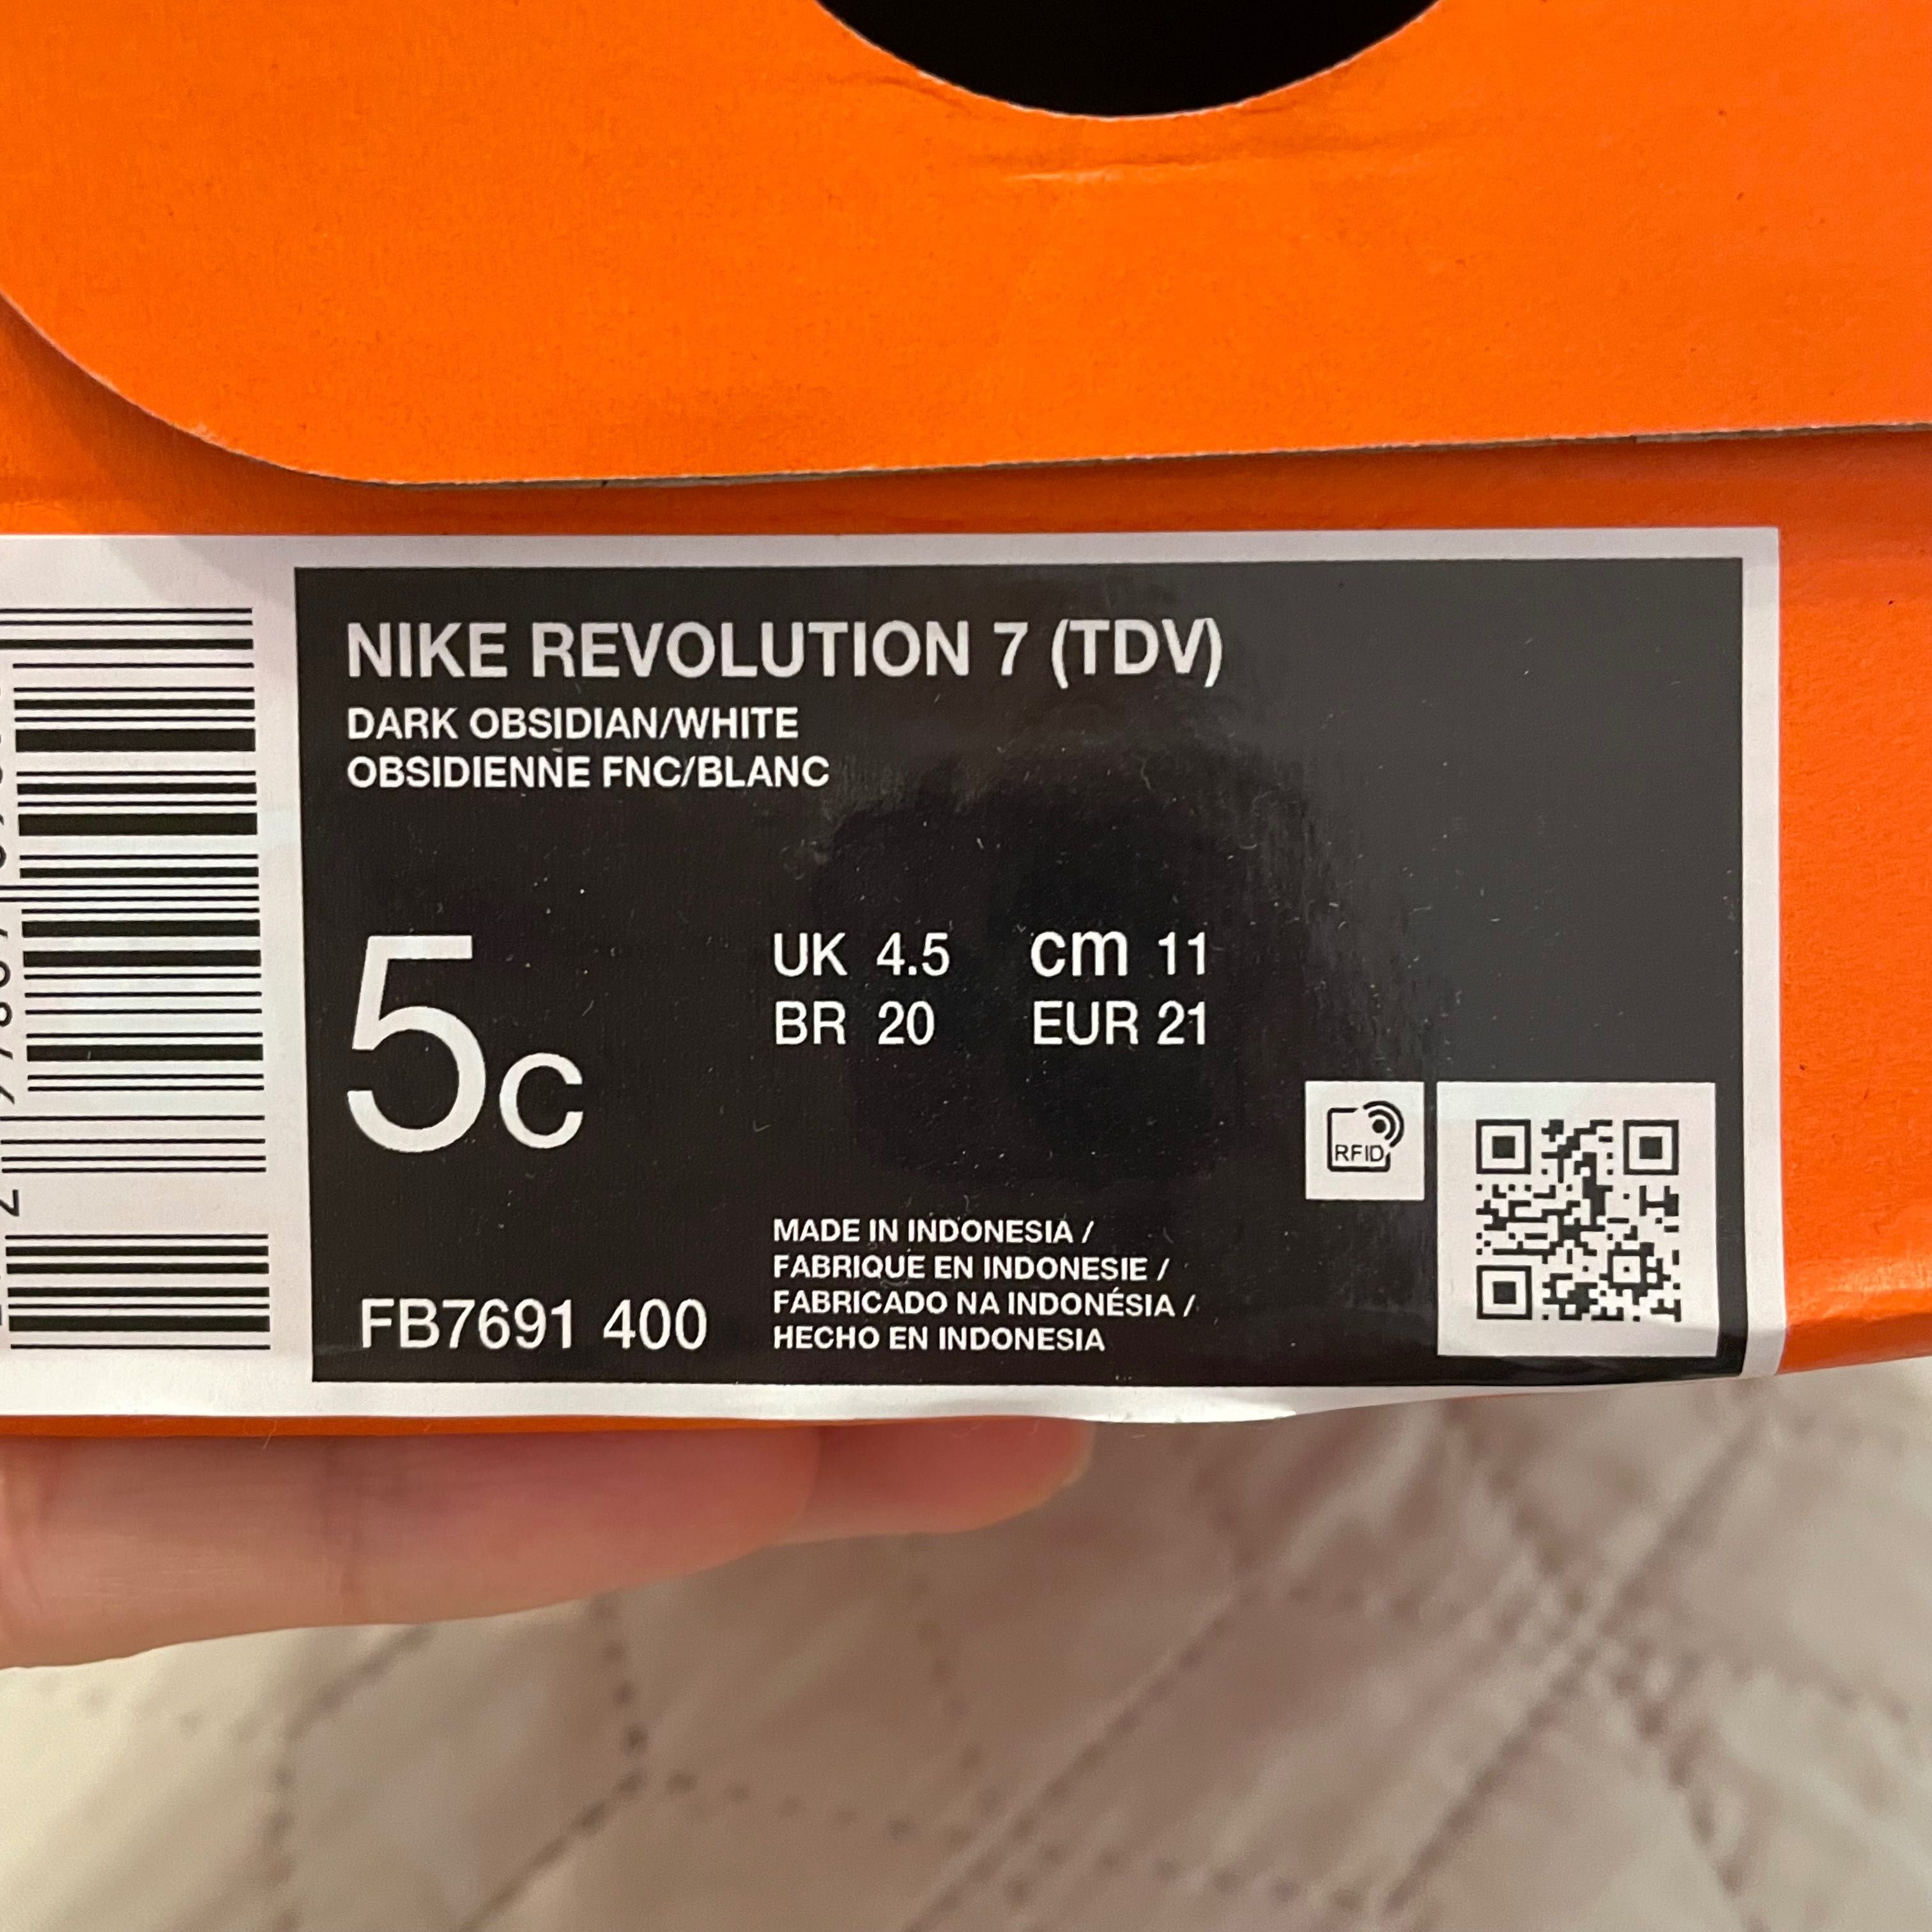 NIKE REVOLUTION 7 (TDV)
DARK OBSIDIAN/WHITE
OBSIDIENNE FNC/BLANC
5c
UK 4.5 cm 11
BR 20 EUR 21
RFID
FB7691 400
MADE IN INDONESIA /
FABRIQUE EN INDONESIE /
FABRICADO NA INDONÉSIA /
HECHO EN INDONESIA